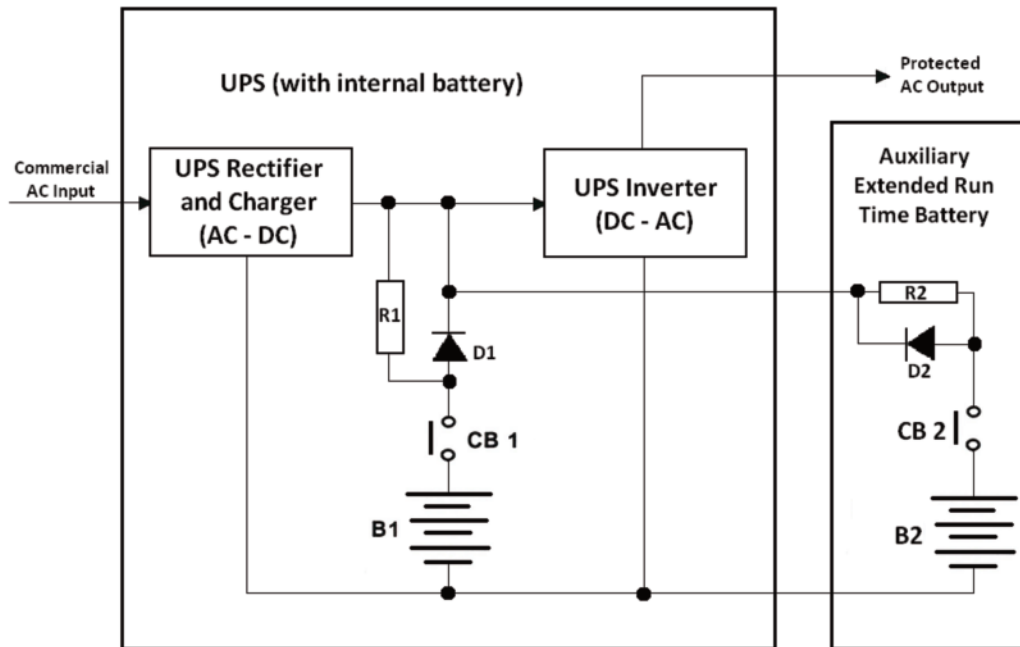 UPS (with internal battery)
Protected
AC Output
Commercial
AC Input
UPS Rectifier
and Charger
(AC - DC)
UPS Inverter
(DC - AC)
Auxiliary
Extended Run
Time Battery
R1
D1
R2
D2
CB 1
CB 2
B1
B2